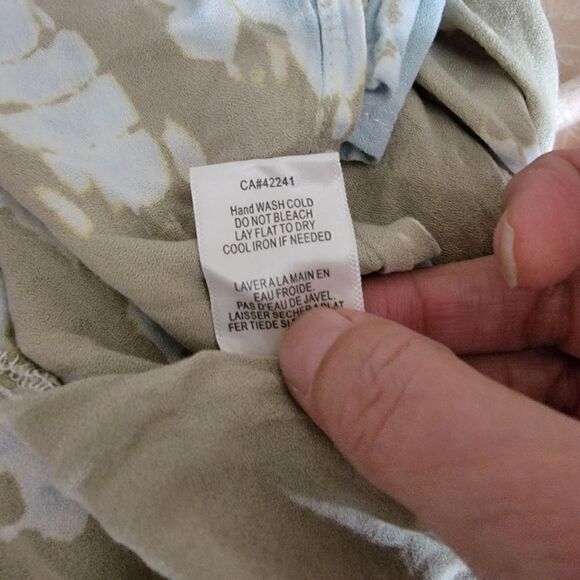 CA#42241
Hand WASH COLD
DO NOT BLEACH
LAY FLAT TO DRY
COOL IRON IF NEEDED
LAVER A LA MAIN EN
EAU FROIDE.
PAS D'EAU DE JAVEL.
LAISSER SECHER A PLAT
FER TIEDE SI